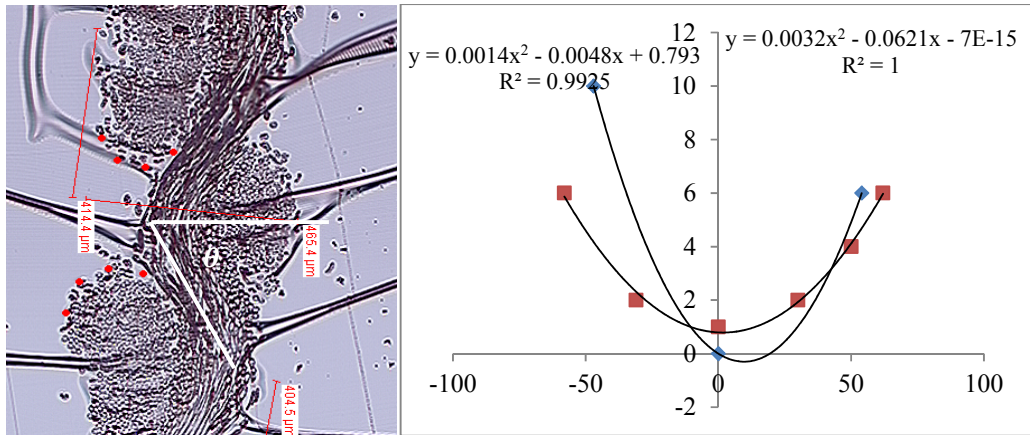 414.4 µm
465.4 µm
θ
404.5 µm
y = 0.0014x² - 0.0048x + 0.793
R² = 0.9925
y = 0.0032x² - 0.0621x - 7E-15
R² = 1
12
10
8
6
4
2
0
-2
-100
-50
0
50
100